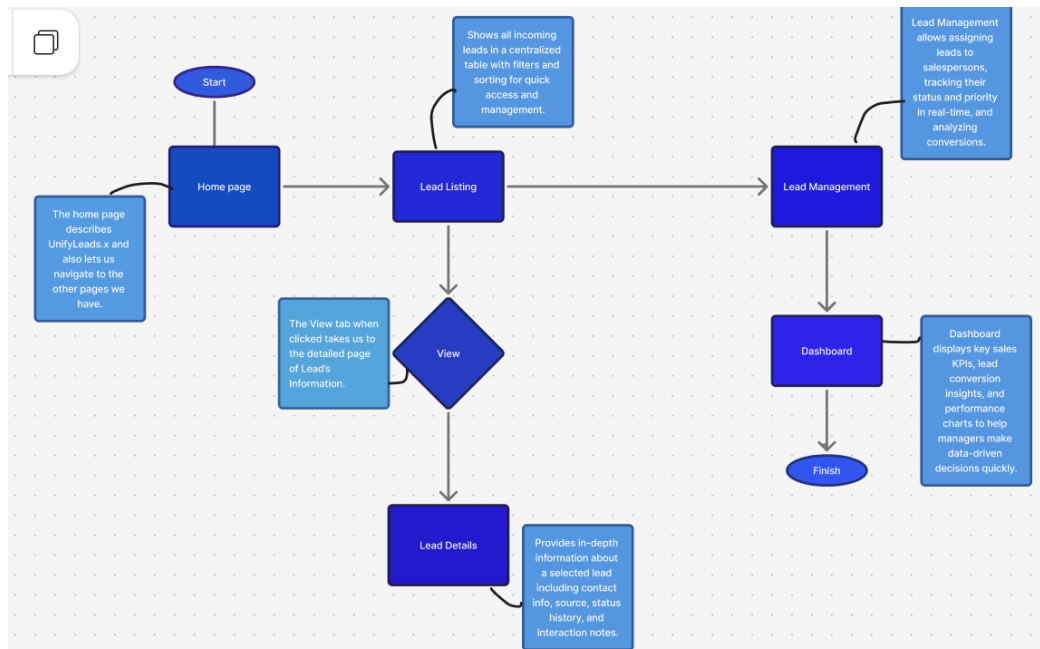 Start
Home page
The home page
describes
UnifyLeads.x and
also lets us
navigate to the
other pages we
have.
Shows all incoming
leads in a centralized
table with filters and
sorting for quick
access and
management.
Lead Listing
The View tab when
clicked takes us to
the detailed page
of Lead's
Information.
View
Lead Details
Provides in-depth
information about
a selected lead
including contact
info, source, status
history, and
interaction notes.
Lead Management
allows assigning
leads to
salespersons,
tracking their
status and priority
in real-time, and
analyzing
conversions.
Lead Management
Dashboard
Dashboard
displays key sales
KPIs, lead
conversion
insights, and
performance
charts to help
managers make
data-driven
decisions quickly.
Finish